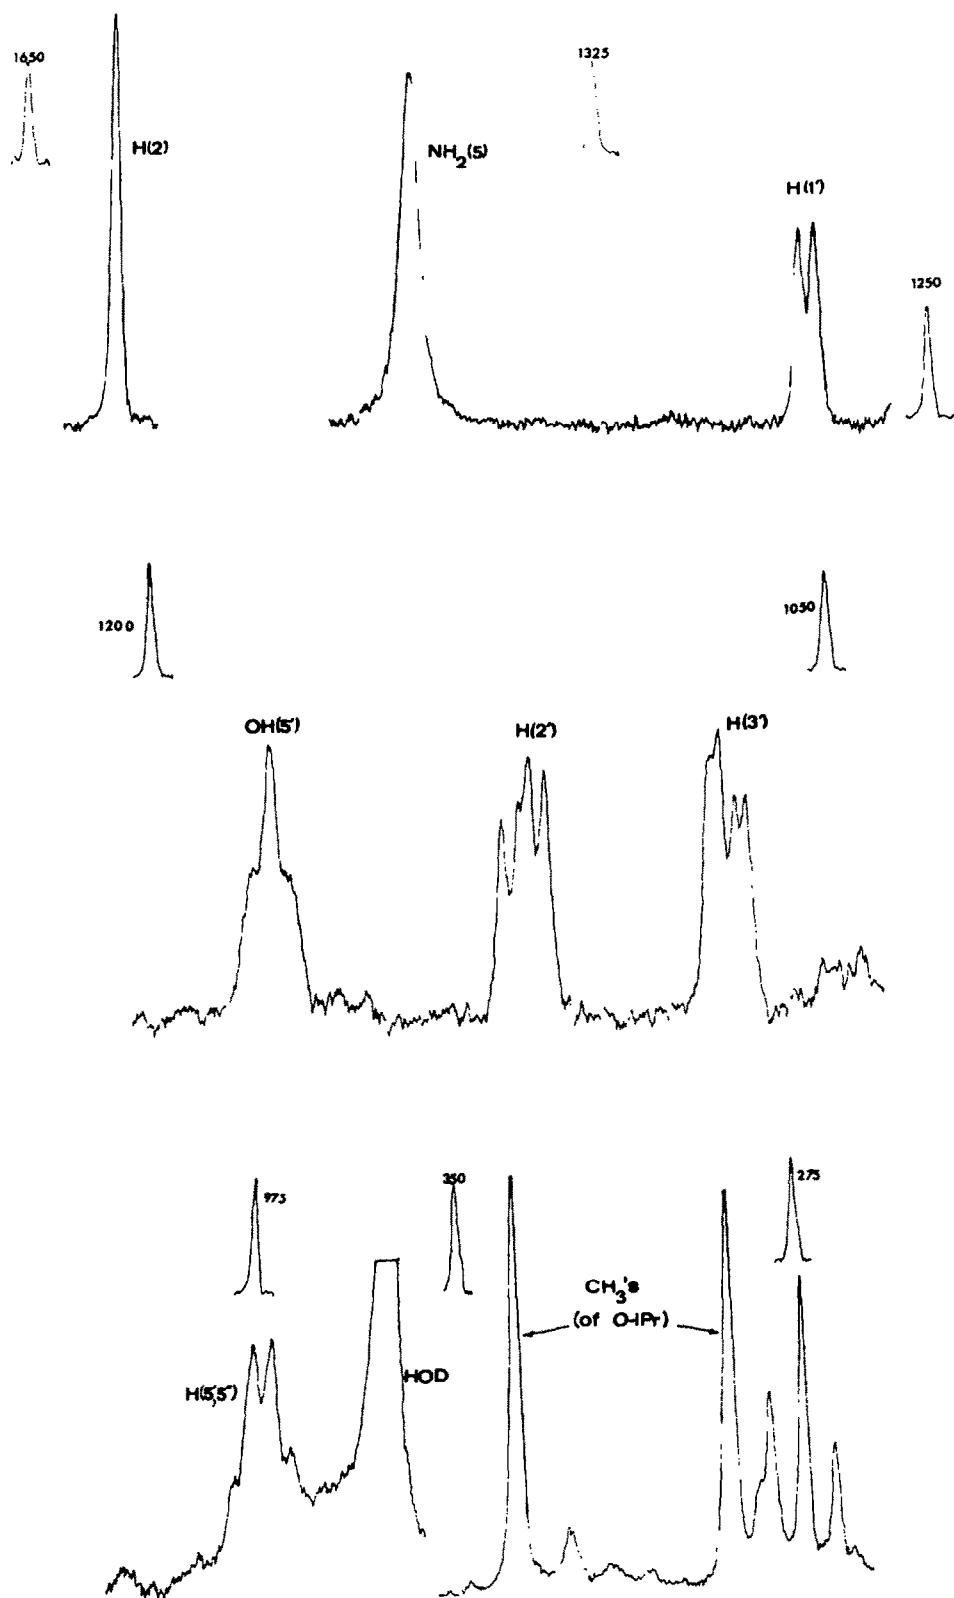 1650
H(2)
NH2(5)
1325
H(1')
1250
1200
1050
OH(5')
H(2')
H(3')
975
350
275
CH3's
(of O-IPr)
H(5',5")
HOD